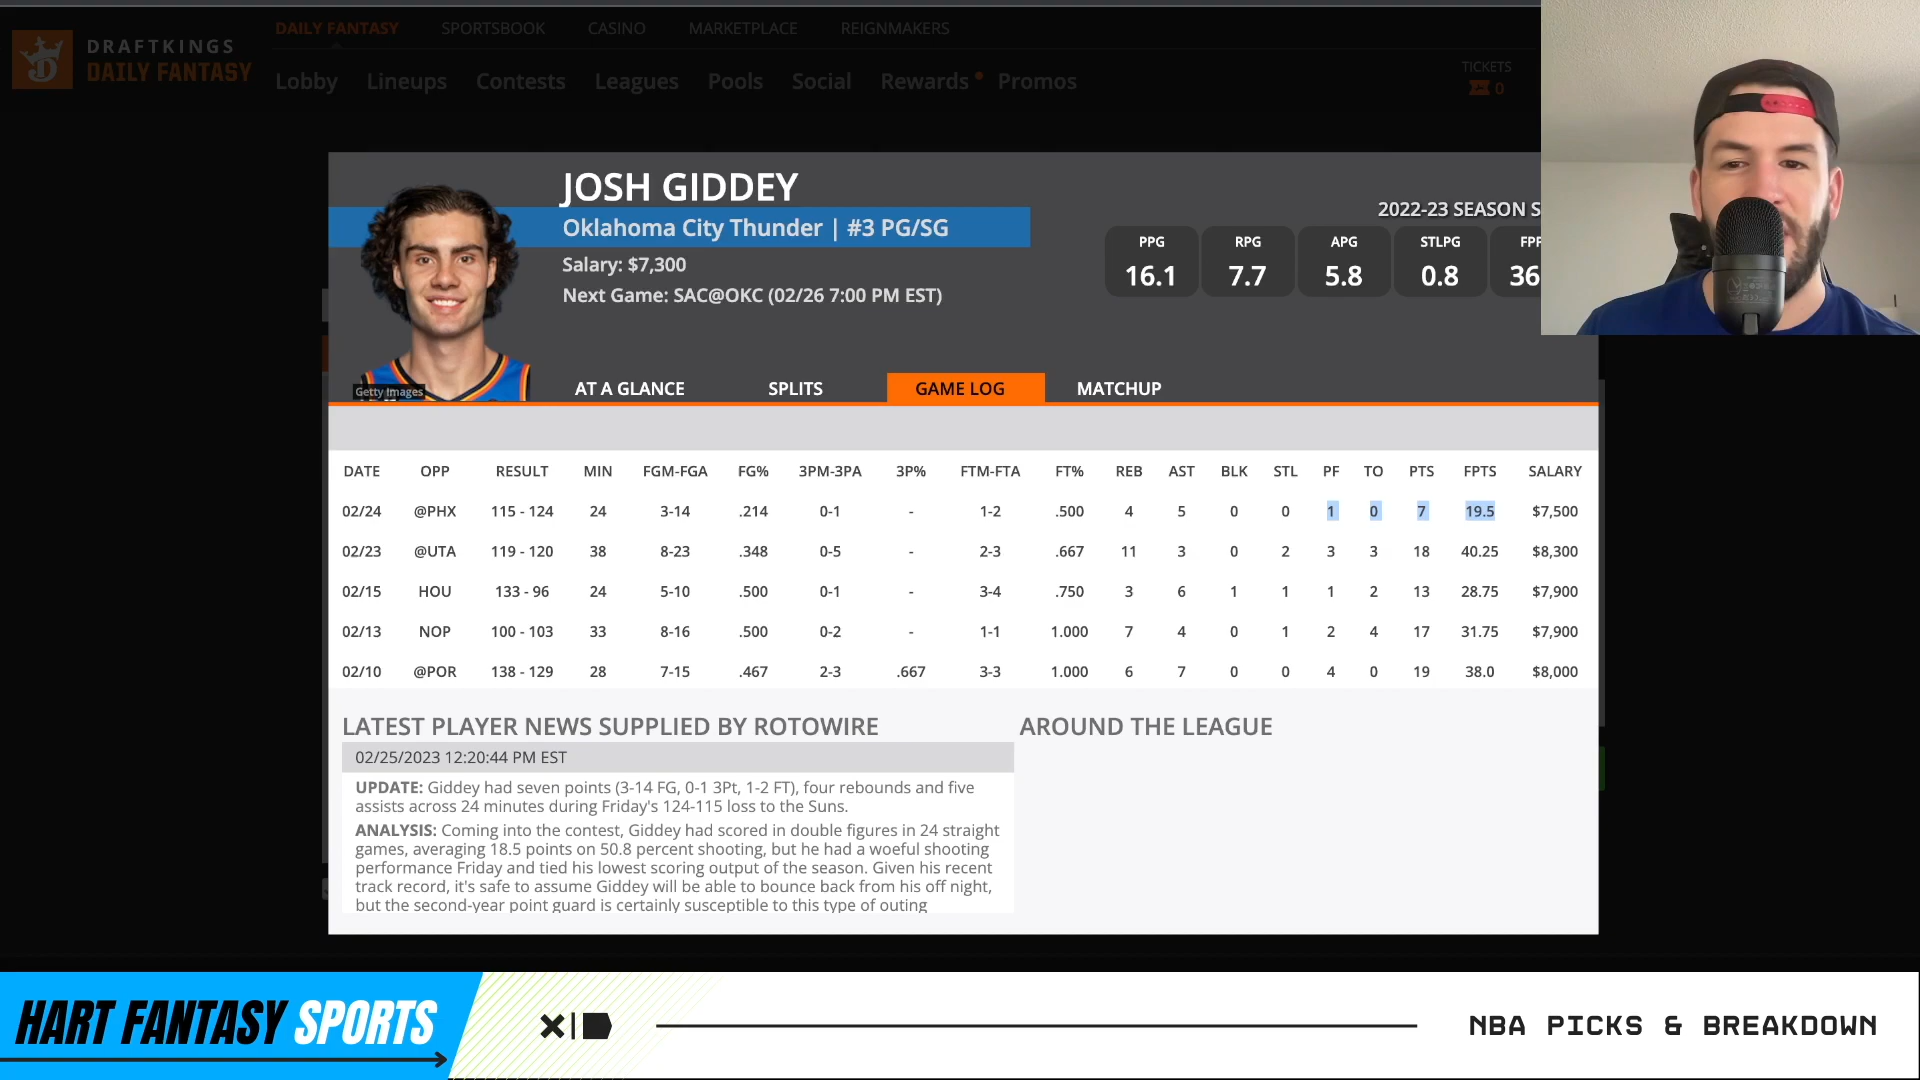 DAILY FANTASY SPORTSBOOK CASINO MARKETPLACE REIGNMAKERS
DRAFTKINGS
DAILY FANTASY
Lobby Lineups Contests Leagues Pools Social Rewards Promos
TICKETS
0
JOSH GIDDEY
Oklahoma City Thunder | #3 PG/SG
Salary: $7,300
Next Game: SAC@OKC (02/26 7:00 PM EST)
2022-23 SEASON S
PPG RPG APG STLPG FPP
16.1 7.7 5.8 0.8 36
Getty Images
AT A GLANCE SPLITS GAME LOG MATCHUP
DATE OPP RESULT MIN FGM-FGA FG% 3PM-3PA 3P% FTM-FTA FT% REB AST BLK STL PF TO PTS FPTS SALARY
02/24 @PHX 115 - 124 24 3-14 .214 0-1 - 1-2 .500 4 5 0 0 1 0 7 19.5 $7,500
02/23 @UTA 119 - 120 38 8-23 .348 0-5 - 2-3 .667 11 3 0 2 3 3 18 40.25 $8,300
02/15 HOU 133 - 96 24 5-10 .500 0-1 - 3-4 .750 3 6 1 1 1 2 13 28.75 $7,900
02/13 NOP 100 - 103 33 8-16 .500 0-2 - 1-1 1.000 7 4 0 1 2 4 17 31.75 $7,900
02/10 @POR 138 - 129 28 7-15 .467 2-3 .667 3-3 1.000 6 7 0 0 4 0 19 38.0 $8,000
LATEST PLAYER NEWS SUPPLIED BY ROTOWIRE
02/25/2023 12:20:44 PM EST
UPDATE: Giddey had seven points (3-14 FG, 0-1 3Pt, 1-2 FT), four rebounds and five
assists across 24 minutes during Friday's 124-115 loss to the Suns.
ANALYSIS: Coming into the contest, Giddey had scored in double figures in 24 straight
games, averaging 18.5 points on 50.8 percent shooting, but he had a woeful shooting
performance Friday and tied his lowest scoring output of the season. Given his recent
track record, it's safe to assume Giddey will be able to bounce back from his off night,
but the second-year point guard is certainly susceptible to this type of outing
AROUND THE LEAGUE
HART FANTASY SPORTS
NBA PICKS & BREAKDOWN